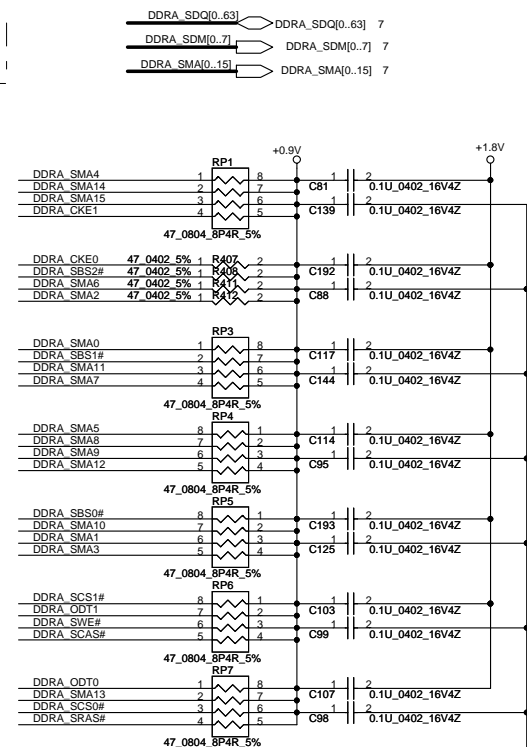 DDRA_SDQ[0..63] DDRA_SDQ[0..63] 7
DDRA_SDM[0..7] DDRA_SDM[0..7] 7
DDRA_SMA[0..15] DDRA_SMA[0..15] 7
+0.9V +1.8V
RP1
DDRA_SMA4 1 8 1 2
DDRA_SMA14 2 7 C81 0.1U_0402_16V4Z
DDRA_SMA15 3 6 1 2
DDRA_CKE1 4 5 C139 0.1U_0402_16V4Z
47_0804_8P4R_5%
DDRA_CKE0 47_0402_5% 1 R407 2 1 2
DDRA_SBS2# 47_0402_5% 1 R408 2 C192 0.1U_0402_16V4Z
DDRA_SMA6 47_0402_5% 1 R411 2 1 2
DDRA_SMA2 47_0402_5% 1 R412 2 C88 0.1U_0402_16V4Z
RP3
DDRA_SMA0 1 8 1 2
DDRA_SBS1# 2 7 C117 0.1U_0402_16V4Z
DDRA_SMA11 3 6 1 2
DDRA_SMA7 4 5 C144 0.1U_0402_16V4Z
47_0804_8P4R_5%
RP4
DDRA_SMA5 8 1 1 2
DDRA_SMA8 7 2 C114 0.1U_0402_16V4Z
DDRA_SMA9 6 3 1 2
DDRA_SMA12 5 4 C95 0.1U_0402_16V4Z
47_0804_8P4R_5%
RP5
DDRA_SBS0# 8 1 1 2
DDRA_SMA10 7 2 C193 0.1U_0402_16V4Z
DDRA_SMA1 6 3 1 2
DDRA_SMA3 5 4 C125 0.1U_0402_16V4Z
47_0804_8P4R_5%
RP6
DDRA_SCS1# 8 1 1 2
DDRA_ODT1 7 2 C103 0.1U_0402_16V4Z
DDRA_SWE# 6 3 1 2
DDRA_SCAS# 5 4 C99 0.1U_0402_16V4Z
47_0804_8P4R_5%
RP7
DDRA_ODT0 1 8 1 2
DDRA_SMA13 2 7 C107 0.1U_0402_16V4Z
DDRA_SCS0# 3 6 1 2
DDRA_SRAS# 4 5 C98 0.1U_0402_16V4Z
47_0804_8P4R_5%